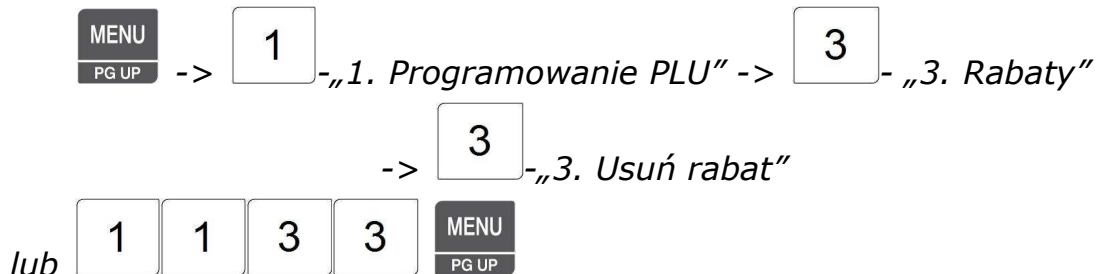 MENU
PG UP -> 1 -„1. Programowanie PLU” -> 3 - „3. Rabaty”
-> 3 -„3. Usuń rabat”
lub 1 1 3 3 MENU
PG UP